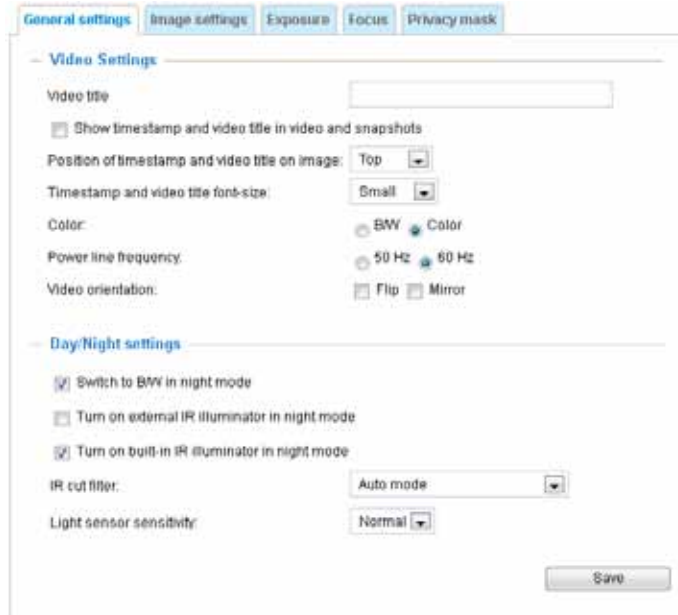 General settings Image settings Exposure Focus Privacy mask
Video Settings
Video title
Show timestamp and video title in video and snapshots
Position of timestamp and video title on image: Top
Timestamp and video title font-size: Small
Color: B/W Color
Power line frequency: 50 Hz 60 Hz
Video orientation: Flip Mirror
Day/Night settings
Switch to B/W in night mode
Turn on external IR illuminator in night mode
Turn on built-in IR illuminator in night mode
IR cut filter: Auto mode
Light sensor sensitivity: Normal
Save